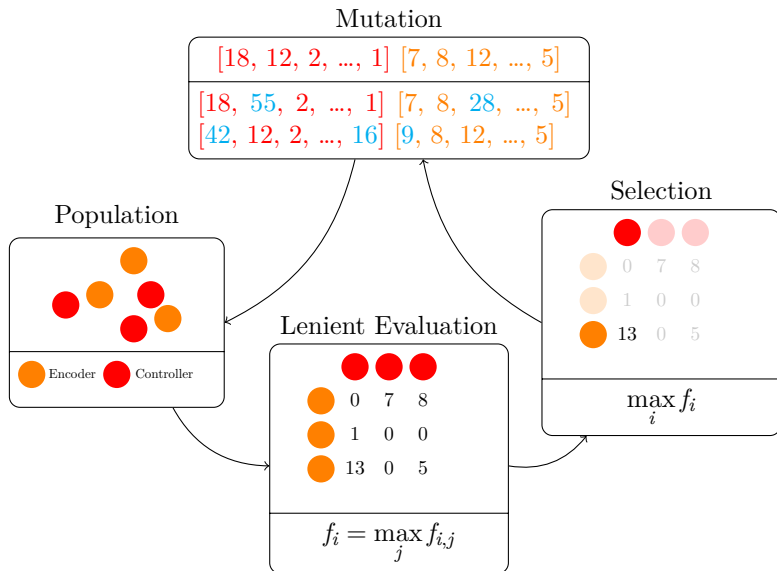 Mutation
[18, 12, 2, …, 1] [7, 8, 12, …, 5]
[18, 55, 2, …, 1] [7, 8, 28, …, 5]
[42, 12, 2, …, 16] [9, 8, 12, …, 5]
Population
Encoder Controller
Lenient Evaluation
0 7 8
1 0 0
13 0 5
f_i = max_j f_{i,j}
Selection
0 7 8
1 0 0
13 0 5
max_i f_i